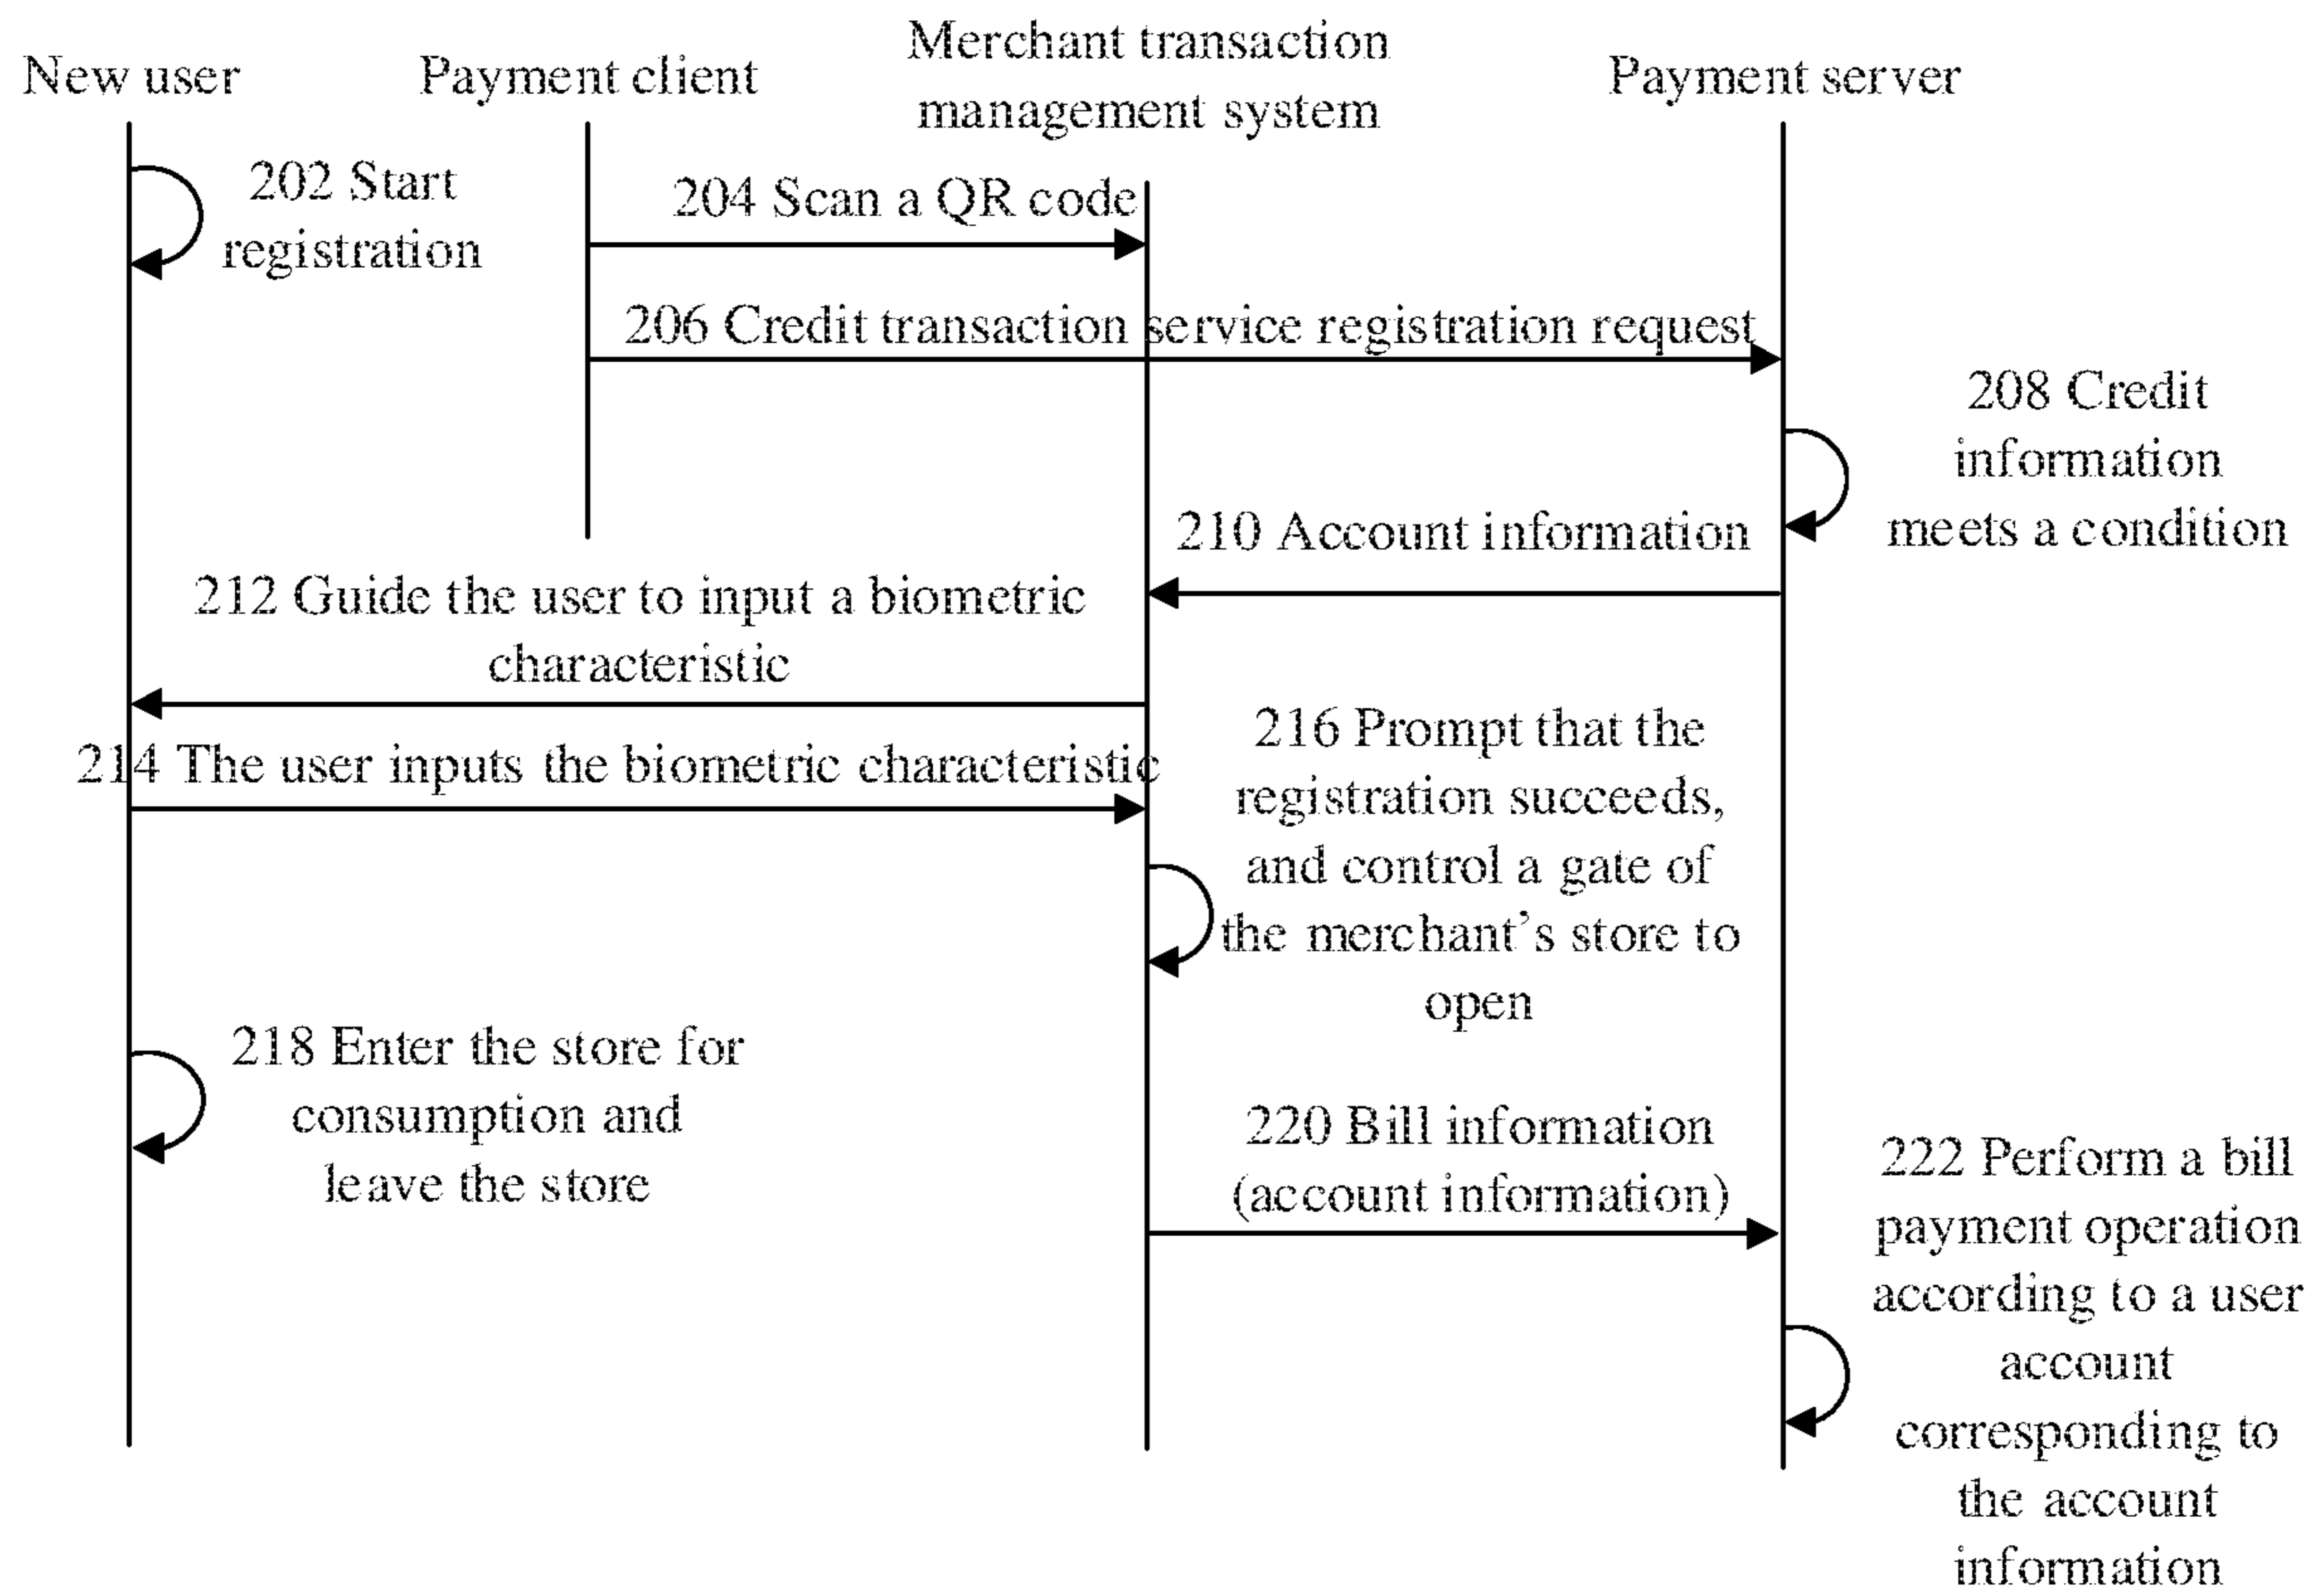 New user
Payment client
Merchant transaction
management system
Payment server
202 Start
registration
204 Scan a QR code
206 Credit transaction service registration request
208 Credit
information
meets a condition
210 Account information
212 Guide the user to input a biometric
characteristic
214 The user inputs the biometric characteristic
216 Prompt that the
registration succeeds,
and control a gate of
the merchant's store to
open
218 Enter the store for
consumption and
leave the store
220 Bill information
(account information)
222 Perform a bill
payment operation
according to a user
account
corresponding to
the account
information